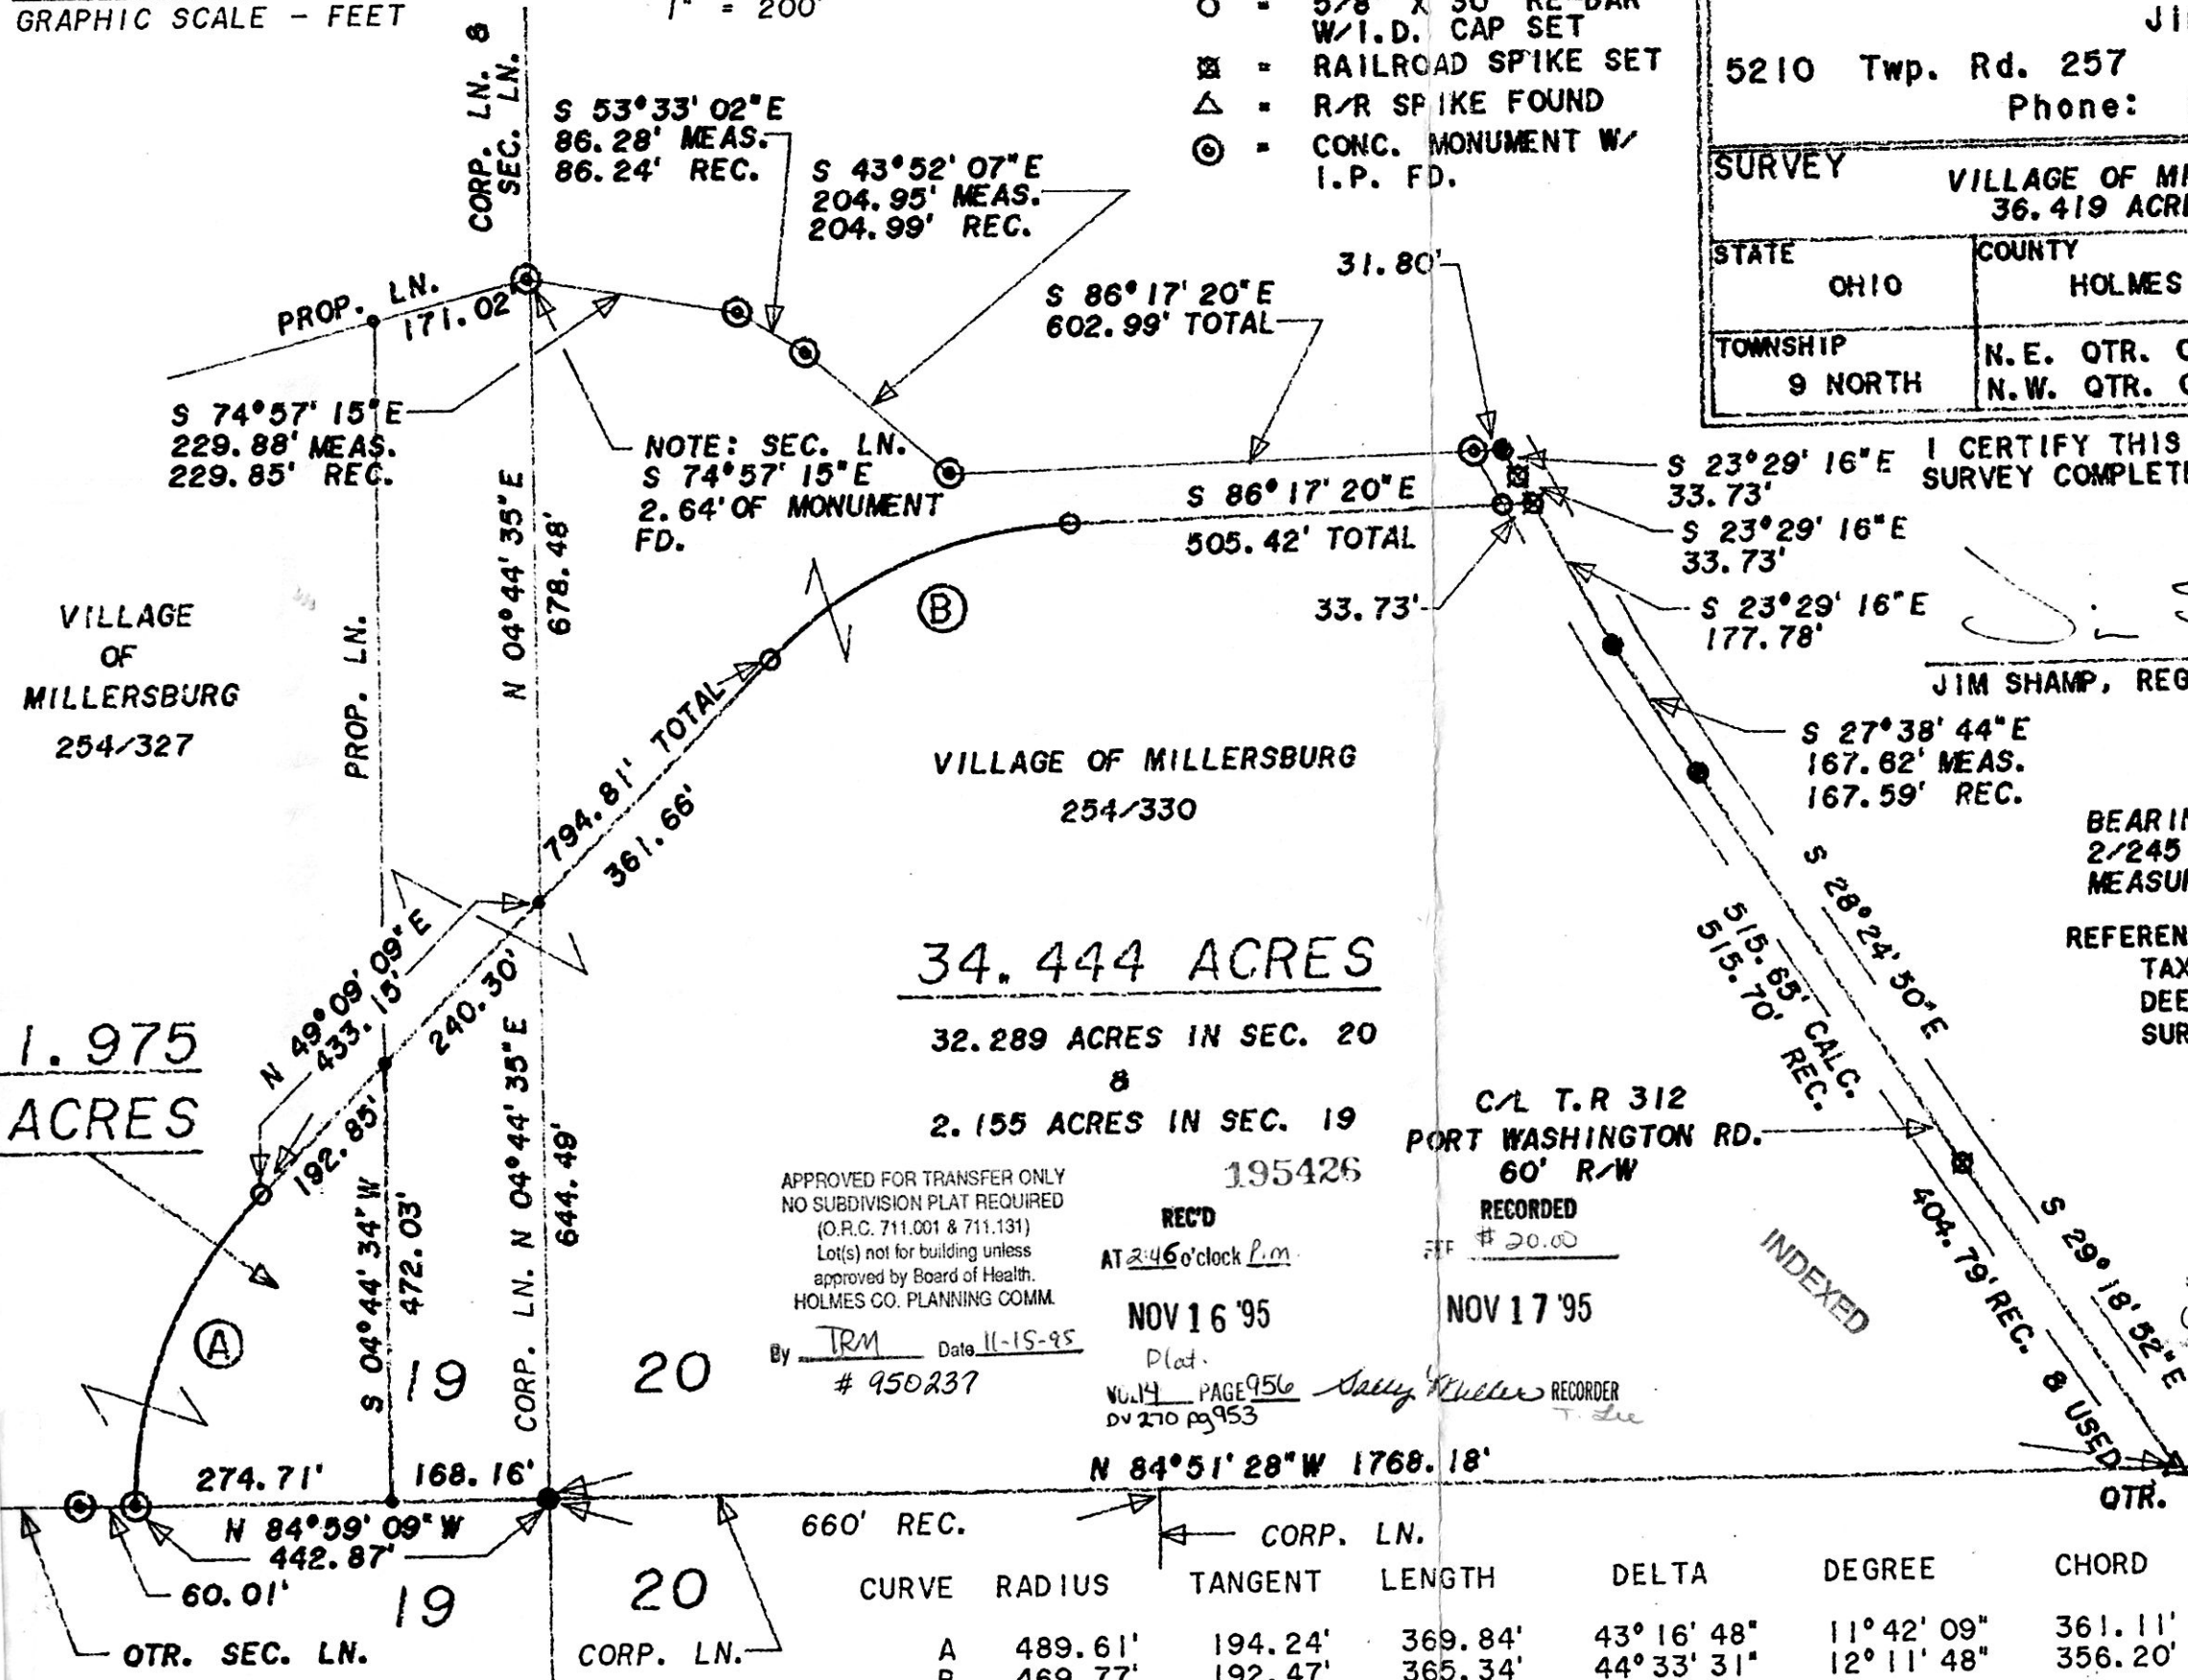 GRAPHIC SCALE - FEET
1" = 200'
5/8" X 30" RE-BAR
W/I.D. CAP SET
= RAILROAD SPIKE SET
= R/R SPIKE FOUND
= CONC. MONUMENT W/
I.P. FD.
5210 Twp. Rd. 257
Phone:
SURVEY
VILLAGE OF
36.419
STATE
OHIO
COUNTY
HOLMES
TOWNSHIP
9 NORTH
N.E. QTR.
N.W. QTR.
CORP. LN. &
SEC. LN.
S 53°33'02"E
86.28' MEAS.
86.24' REC.
S 43°52'07"E
204.95' MEAS.
204.99' REC.
31.80'
S 86°17'20"E
602.99' TOTAL
PROP. LN.
171.02'
S 74°57'15"E
229.88' MEAS.
229.85' REC.
NOTE: SEC. LN.
S 74°57'15"E
2.64' OF MONUMENT
FD.
S 86°17'20"E
505.42' TOTAL
S 23°29'16"E
33.73'
S 23°29'16"E
33.73'
33.73'
S 23°29'16"E
177.78'
I CERTIFY THIS
SURVEY
JIM SHAMP,
N 04°44'35"E
678.48'
B
VILLAGE
OF
MILLERSBURG
254/327
PROP. LN.
794.81' TOTAL
361.66'
VILLAGE OF MILLERSBURG
254/330
S 27°38'44"E
167.62' MEAS.
167.59' REC.
2/245
S 28°24'50"E
515.65' CALC.
515.70' REC.
N 49°09'09"E
433.15'
240.30'
192.85'
34.444 ACRES
32.289 ACRES IN SEC. 20
&
2.155 ACRES IN SEC. 19
1.975
ACRES
C/L T.R 312
PORT WASHINGTON RD.
60' R/W
APPROVED FOR TRANSFER ONLY
NO SUBDIVISION PLAT REQUIRED
(O.R.C. 711.001 & 711.131)
Lot(s) not for building unless
approved by Board of Health.
HOLMES CO. PLANNING COMM.
By TRM Date 11-15-95
# 950237
195426
REC'D
AT 2:46 o'clock P.m.
NOV 16 '95
Plat.
VOL.14 PAGE 956
DV 270 pg 953
RECORDED
FEE # 20.00
NOV 17 '95
Sally Miller RECORDER
T. Lee
INDEXED
S 29°18'52"E
404.79' REC. & USED
S 04°44'34"W
472.03'
CORP. LN. N 04°44'35"E
644.49'
A
19
20
274.71'
168.16'
N 84°59'09"W
442.87'
60.01'
QTR. SEC. LN.
19
20
CORP. LN.
N 84°51'28"W 1768.18'
660' REC.
CORP. LN.
QTR.
CURVE RADIUS TANGENT LENGTH DELTA DEGREE CHORD
A 489.61' 194.24' 369.84' 43°16'48" 11°42'09" 361.11'
B 469.77' 192.47' 365.34' 44°33'31" 12°11'48" 356.20'